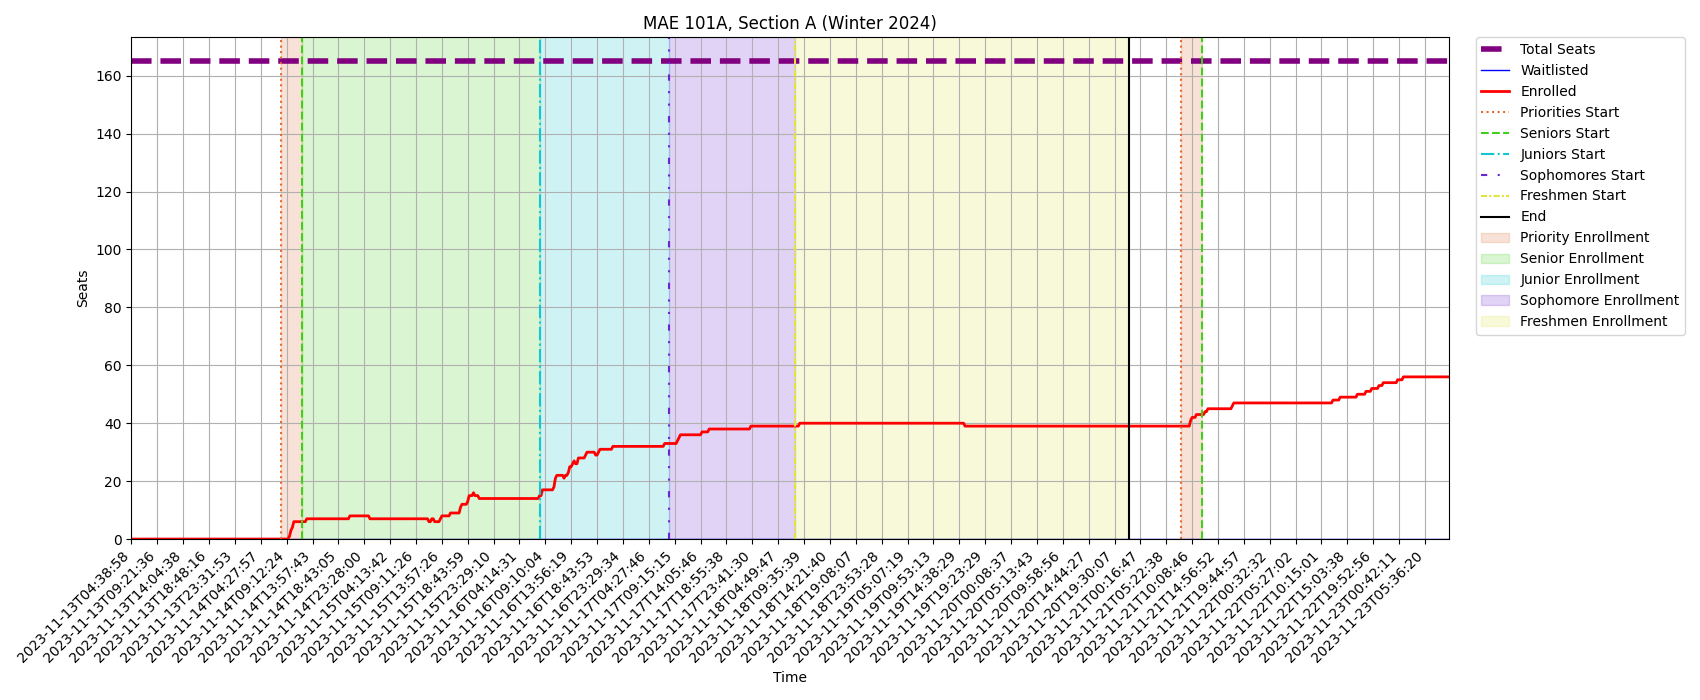 MAE 101A, Section A (Winter 2024)
Seats
160
140
120
100
80
60
40
20
0
2023-11-13T04:38:58
2023-11-13T09:21:36
2023-11-13T14:04:38
2023-11-13T18:48:16
2023-11-13T23:31:53
2023-11-14T04:27:57
2023-11-14T09:12:24
2023-11-14T13:57:43
2023-11-14T18:43:05
2023-11-14T23:28:00
2023-11-15T04:13:42
2023-11-15T09:11:26
2023-11-15T13:57:26
2023-11-15T18:43:59
2023-11-15T23:29:10
2023-11-16T04:14:31
2023-11-16T09:10:04
2023-11-16T13:56:19
2023-11-16T18:43:53
2023-11-16T23:29:34
2023-11-17T04:27:46
2023-11-17T09:15:13
2023-11-17T14:05:46
2023-11-17T18:55:38
2023-11-17T23:41:30
2023-11-18T04:49:47
2023-11-18T09:35:39
2023-11-18T14:21:40
2023-11-18T19:08:07
2023-11-18T23:53:28
2023-11-19T05:07:19
2023-11-19T09:53:13
2023-11-19T14:38:29
2023-11-19T19:23:29
2023-11-20T00:08:37
2023-11-20T05:13:43
2023-11-20T09:58:56
2023-11-20T14:44:27
2023-11-20T19:30:07
2023-11-21T00:16:47
2023-11-21T05:22:38
2023-11-21T10:08:46
2023-11-21T14:56:52
2023-11-21T19:44:57
2023-11-22T00:32:32
2023-11-22T05:27:02
2023-11-22T10:15:01
2023-11-22T15:03:38
2023-11-22T19:52:56
2023-11-23T00:42:11
2023-11-23T05:36:20
Time
Total Seats
Waitlisted
Enrolled
Priorities Start
Seniors Start
Juniors Start
Sophomores Start
Freshmen Start
End
Priority Enrollment
Senior Enrollment
Junior Enrollment
Sophomore Enrollment
Freshmen Enrollment